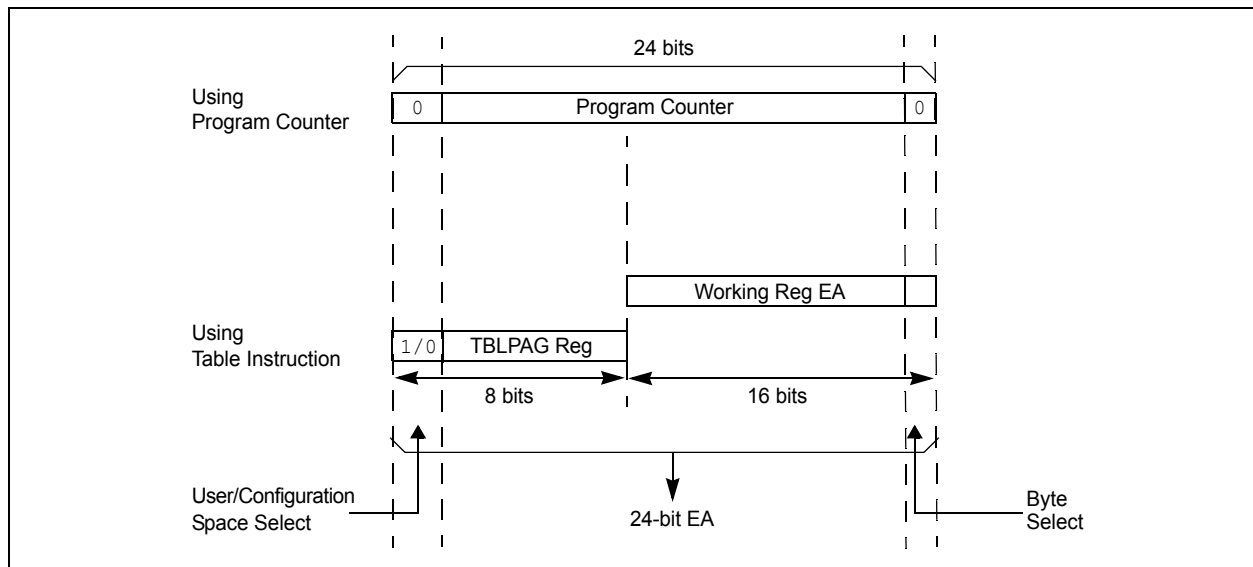 24 bits
Using
Program Counter
0
Program Counter
0
Working Reg EA
Using
Table Instruction
1/0
TBLPAG Reg
8 bits
16 bits
User/Configuration
Space Select
24-bit EA
Byte
Select